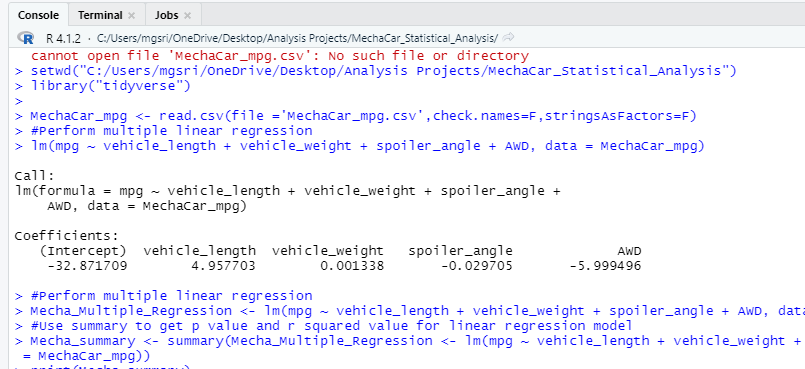 Console Terminal × Jobs ×
R R 4.1.2 · C:/Users/mgsri/OneDrive/Desktop/Analysis Projects/MechaCar_Statistical_Analysis/
cannot open file 'MechaCar_mpg.csv': No such file or directory
> setwd("C:/Users/mgsri/OneDrive/Desktop/Analysis Projects/MechaCar_Statistical_Analysis")
> library("tidyverse")
>
> MechaCar_mpg <- read.csv(file ='MechaCar_mpg.csv',check.names=F,stringsAsFactors=F)
> #Perform multiple linear regression
> lm(mpg ~ vehicle_length + vehicle_weight + spoiler_angle + AWD, data = MechaCar_mpg)
Call:
lm(formula = mpg ~ vehicle_length + vehicle_weight + spoiler_angle +
    AWD, data = MechaCar_mpg)
Coefficients:
   (Intercept)  vehicle_length  vehicle_weight   spoiler_angle             AWD
    -32.871709        4.957703        0.001338       -0.029705       -5.999496
> #Perform multiple linear regression
> Mecha_Multiple_Regression <- lm(mpg ~ vehicle_length + vehicle_weight + spoiler_angle + AWD, data
> #Use summary to get p value and r squared value for linear regression model
> Mecha_summary <- summary(Mecha_Multiple_Regression <- lm(mpg ~ vehicle_length + vehicle_weight +
 = MechaCar_mpg))
> print(Mecha_summary)